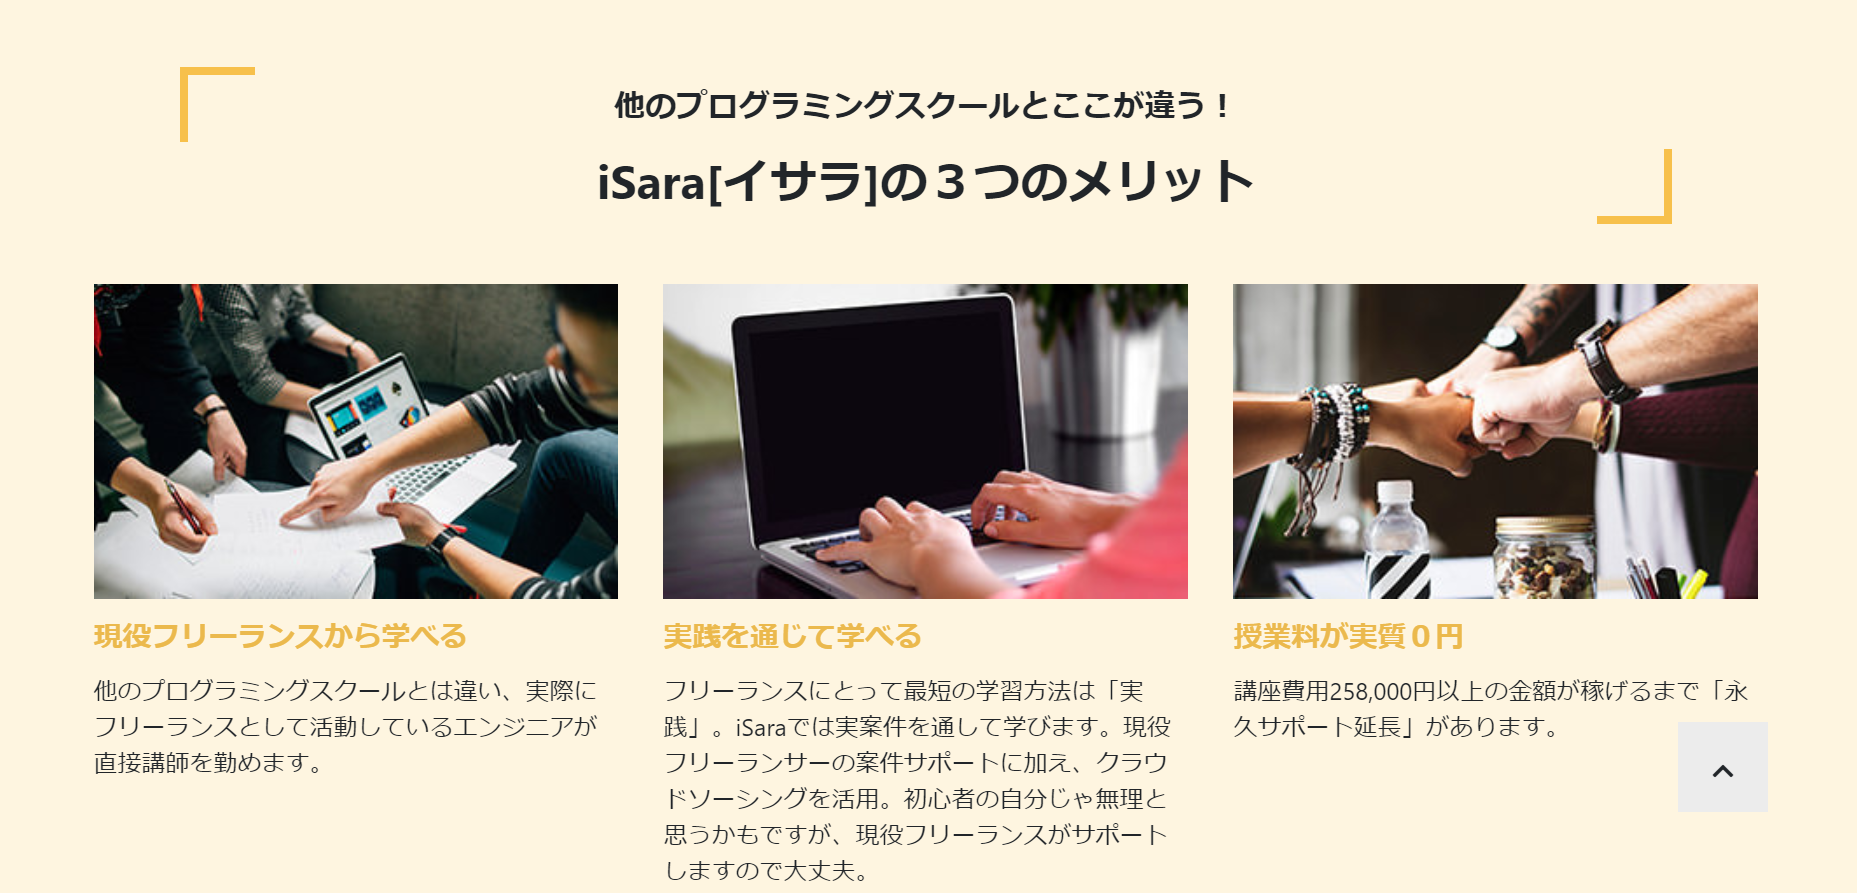 他のプログラミングスクールとここが違う！
iSara[イサラ]の３つのメリット
現役フリーランスから学べる
他のプログラミングスクールとは違い、実際に
フリーランスとして活動しているエンジニアが
直接講師を勤めます。
実践を通じて学べる
フリーランスにとって最短の学習方法は「実
践」。iSaraでは実案件を通して学びます。現役
フリーランサーの案件サポートに加え、クラウ
ドソーシングを活用。初心者の自分じゃ無理と
思うかもですが、現役フリーランスがサポート
しますので大丈夫。
授業料が実質０円
講座費用258,000円以上の金額が稼げるまで「永
久サポート延長」があります。